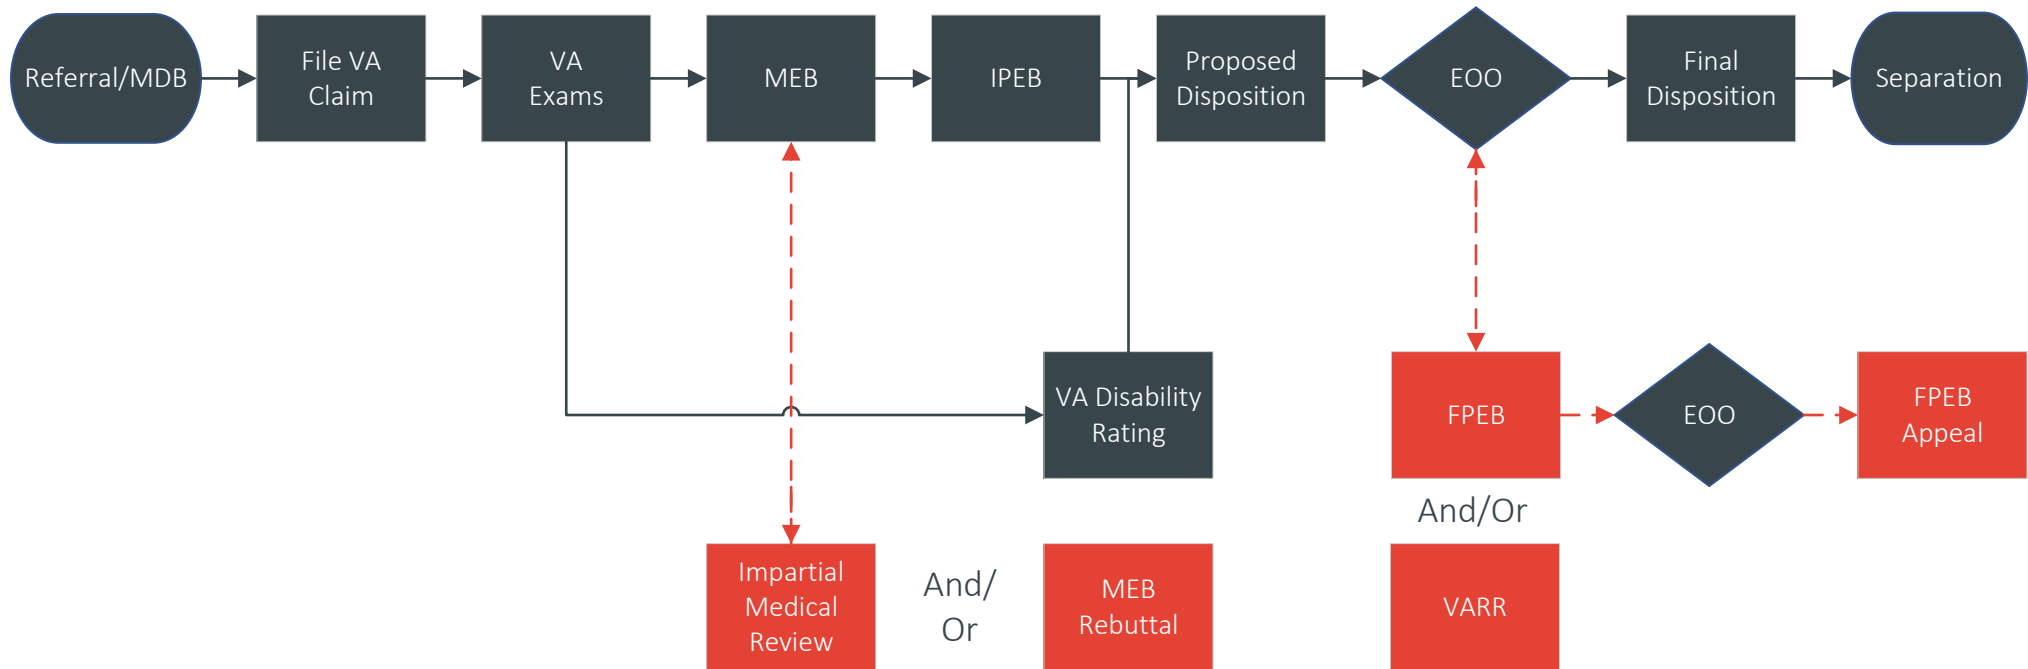 Referral/MDB
File VA
Claim
VA
Exams
MEB
IPEB
Proposed
Disposition
EOO
Final
Disposition
Separation
VA Disability
Rating
FPEB
EOO
FPEB
Appeal
And/Or
Impartial
Medical
Review
And/
Or
MEB
Rebuttal
VARR